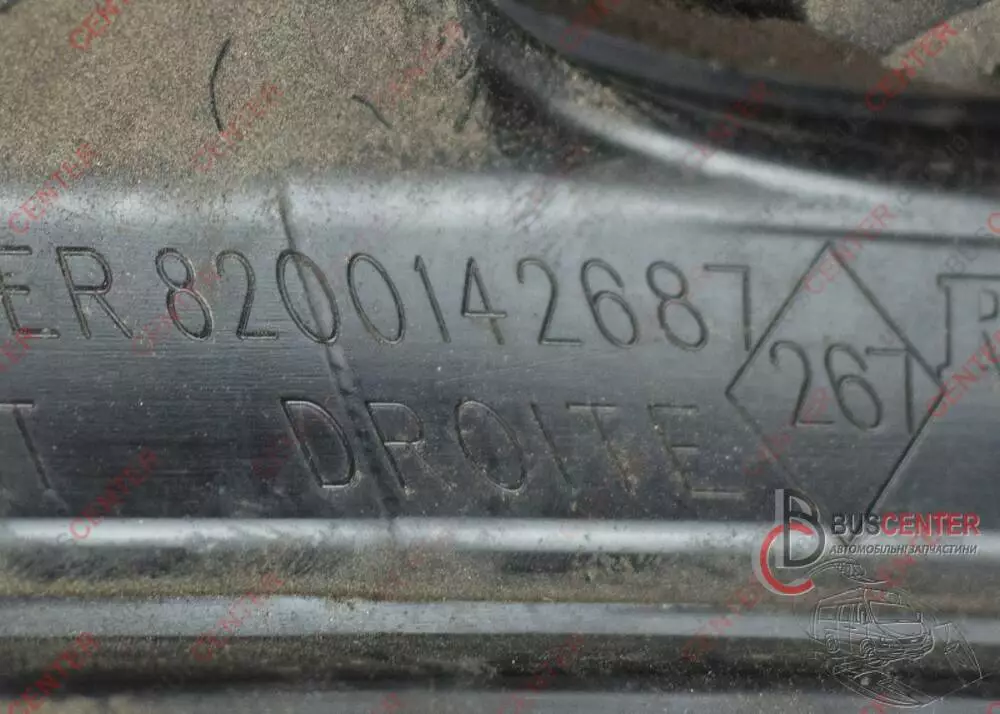 ER 8200142687 267 P
T DROITE
BUSCENTER
АВТОМОБІЛЬНІ ЗАПЧАСТИНИ